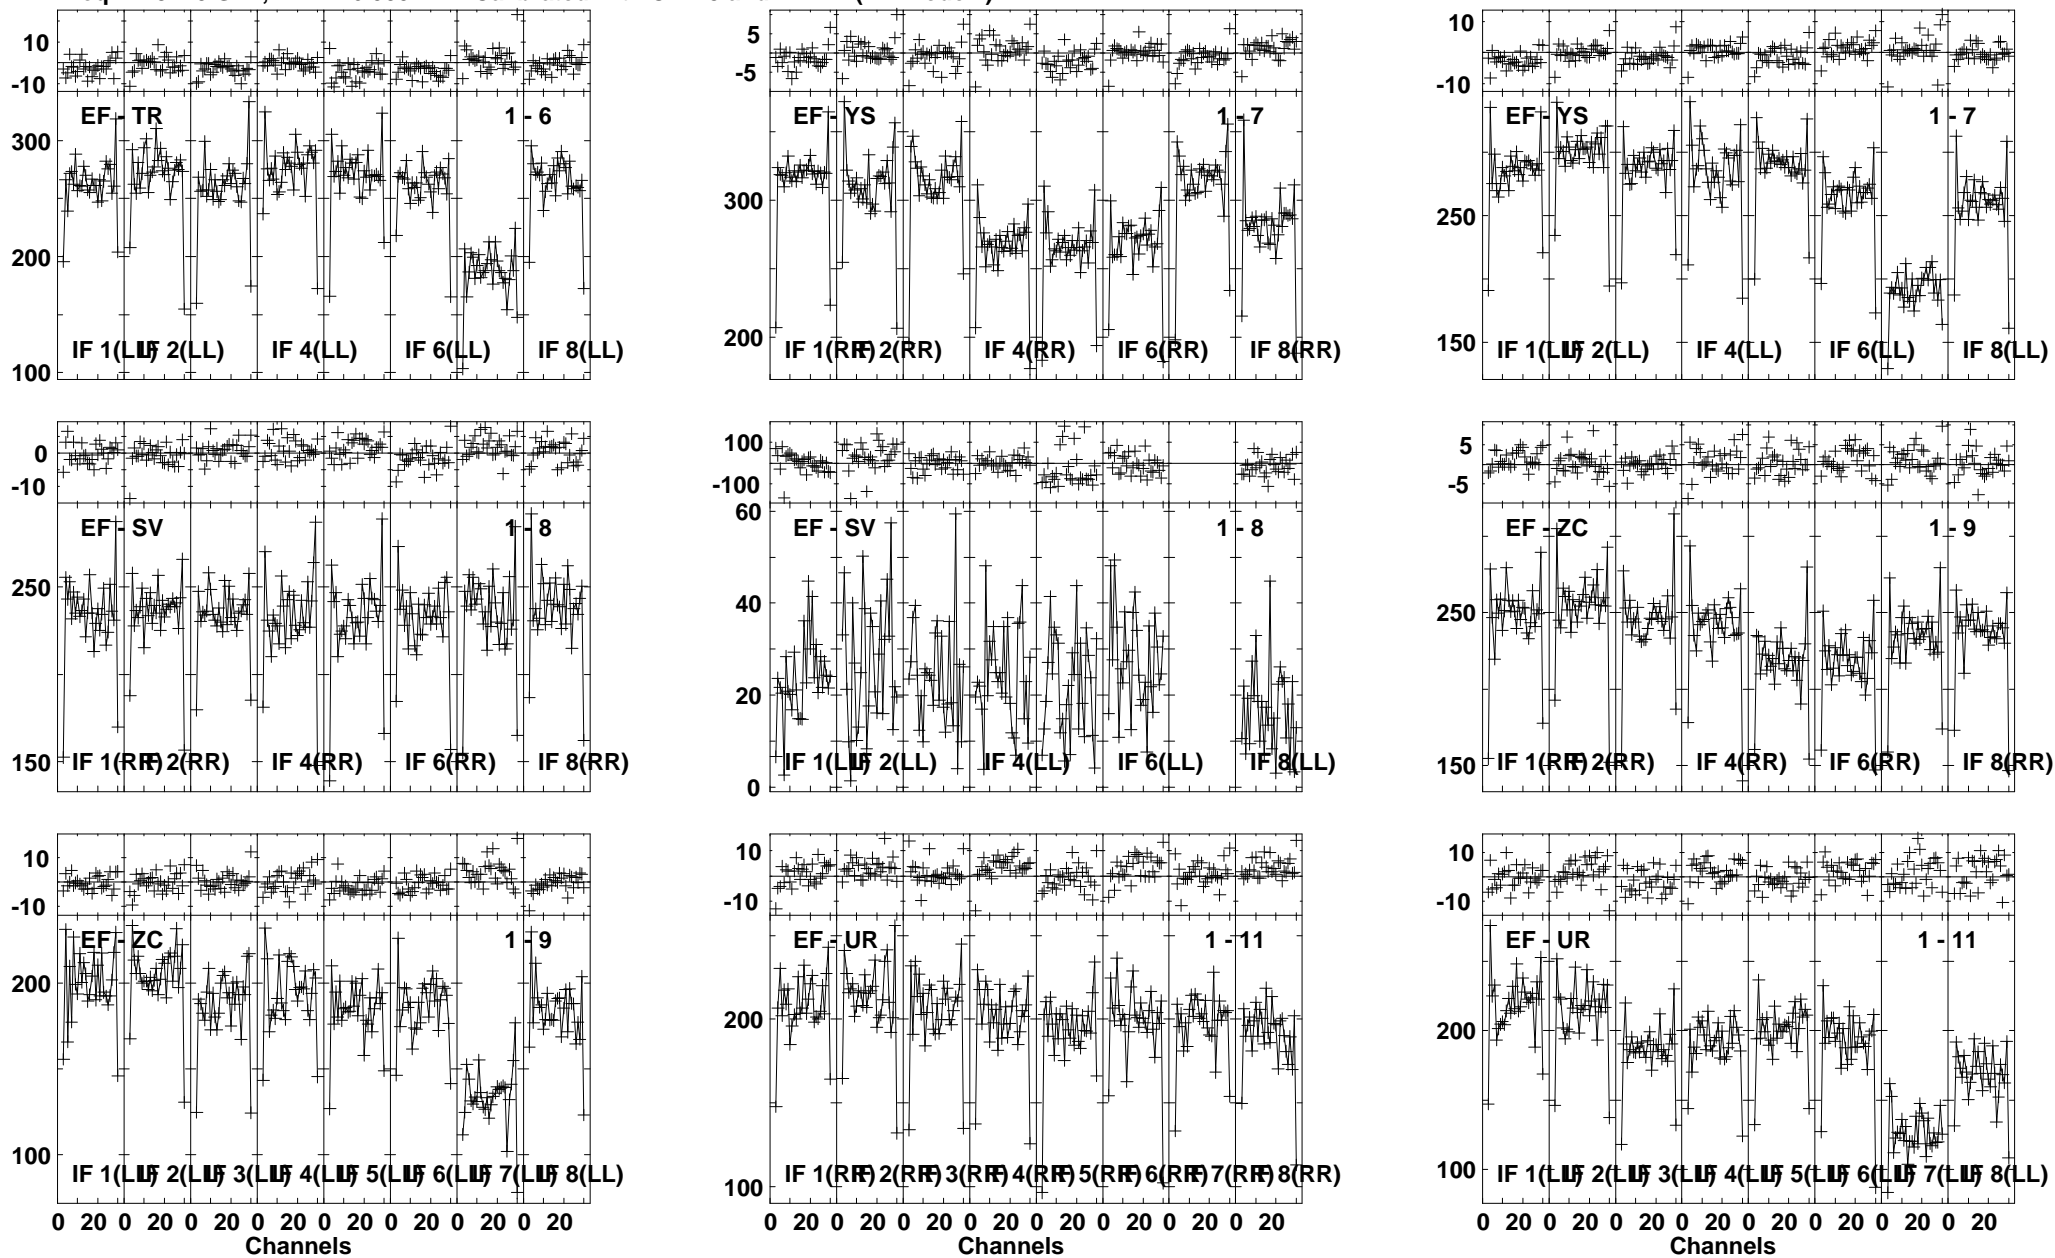 10
-10
EF - TR 1 - 6
300
200
100
IF 1(LL) IF 2(LL) IF 4(LL) IF 6(LL) IF 8(LL)
5
-5
EF - YS 1 - 7
300
200
IF 1(RR) IF 2(RR) IF 4(RR) IF 6(RR) IF 8(RR)
10
-10
EF - YS 1 - 7
250
150
IF 1(LL) IF 2(LL) IF 4(LL) IF 6(LL) IF 8(LL)
0
-10
EF - SV 1 - 8
250
150
IF 1(RR) IF 2(RR) IF 4(RR) IF 6(RR) IF 8(RR)
100
-100
60
EF - SV 1 - 8
40
20
0
IF 1(LL) IF 2(LL) IF 4(LL) IF 6(LL) IF 8(LL)
5
-5
EF - ZC 1 - 9
250
150
IF 1(RR) IF 2(RR) IF 4(RR) IF 6(RR) IF 8(RR)
10
-10
EF - ZC 1 - 9
200
100
IF 1(LL) IF 2(LL) IF 3(LL) IF 4(LL) IF 5(LL) IF 6(LL) IF 7(LL) IF 8(LL)
0 20 0 20 0 20 0 20 0 20 0 20 0 20 0 20
Channels
10
-10
EF - UR 1 - 11
200
100
IF 1(RR) IF 2(RR) IF 3(RR) IF 4(RR) IF 5(RR) IF 6(RR) IF 7(RR) IF 8(RR)
0 20 0 20 0 20 0 20 0 20 0 20 0 20 0 20
Channels
10
-10
EF - UR 1 - 11
200
100
IF 1(LL) IF 2(LL) IF 3(LL) IF 4(LL) IF 5(LL) IF 6(LL) IF 7(LL) IF 8(LL)
0 20 0 20 0 20 0 20 0 20 0 20 0 20 0 20
Channels